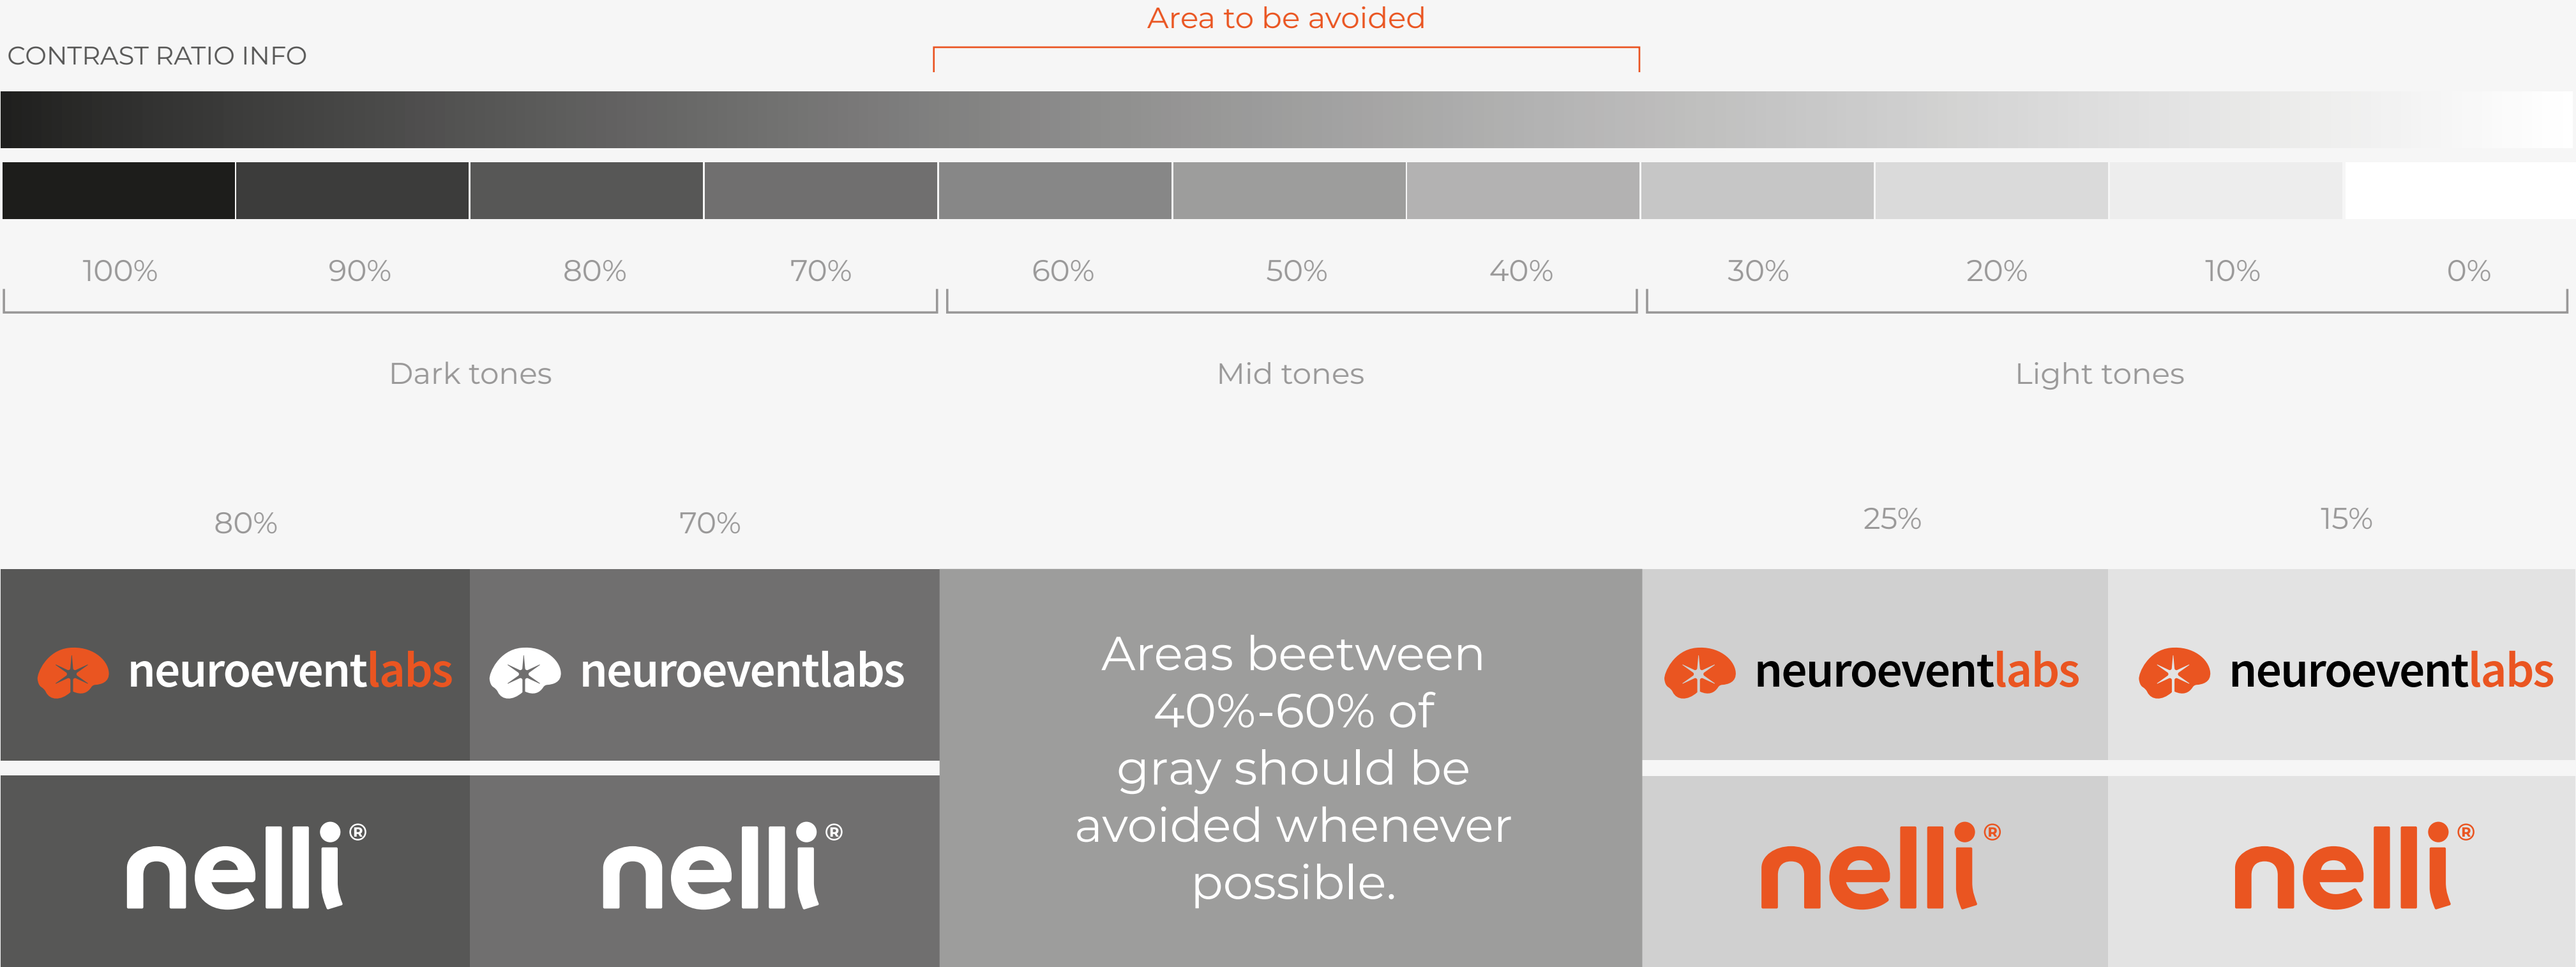 Area to be avoided
CONTRAST RATIO INFO
100% 90% 80% 70% 60% 50% 40% 30% 20% 10% 0%
Dark tones Mid tones Light tones
80% 70% 25% 15%
neuroeventlabs neuroeventlabs neuroeventlabs neuroeventlabs
Areas beetween
40%-60% of
gray should be
avoided whenever
possible.
nelli® nelli® nelli® nelli®